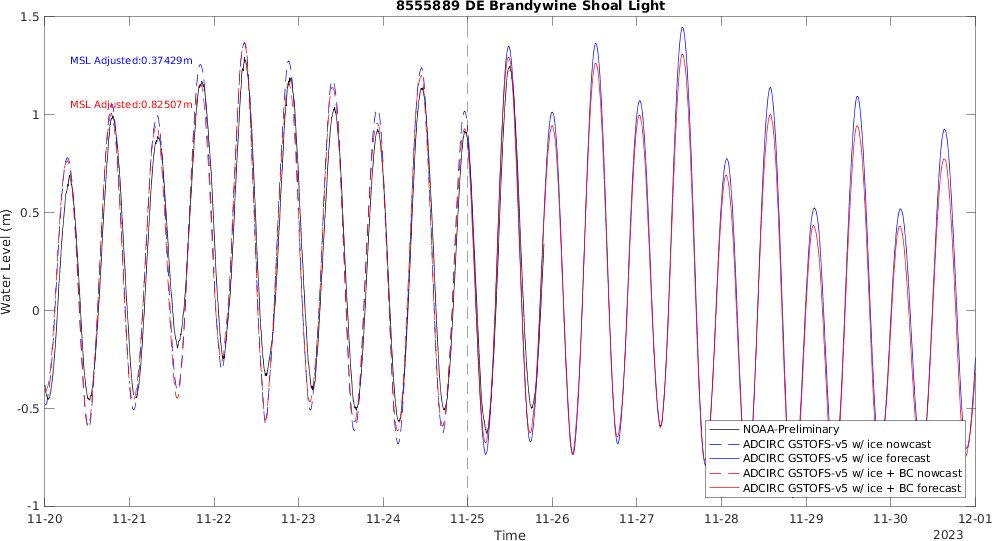 8555889 DE Brandywine Shoal Light
MSL Adjusted:0.37429m
MSL Adjusted:0.82507m
Water Level (m)
1.5
1
0.5
0
-0.5
-1
NOAA-Preliminary
ADCIRC GSTOFS-v5 w/ ice nowcast
ADCIRC GSTOFS-v5 w/ ice forecast
ADCIRC GSTOFS-v5 w/ ice + BC nowcast
ADCIRC GSTOFS-v5 w/ ice + BC forecast
11-20 11-21 11-22 11-23 11-24 11-25 11-26 11-27 11-28 11-29 11-30 12-01
Time
2023